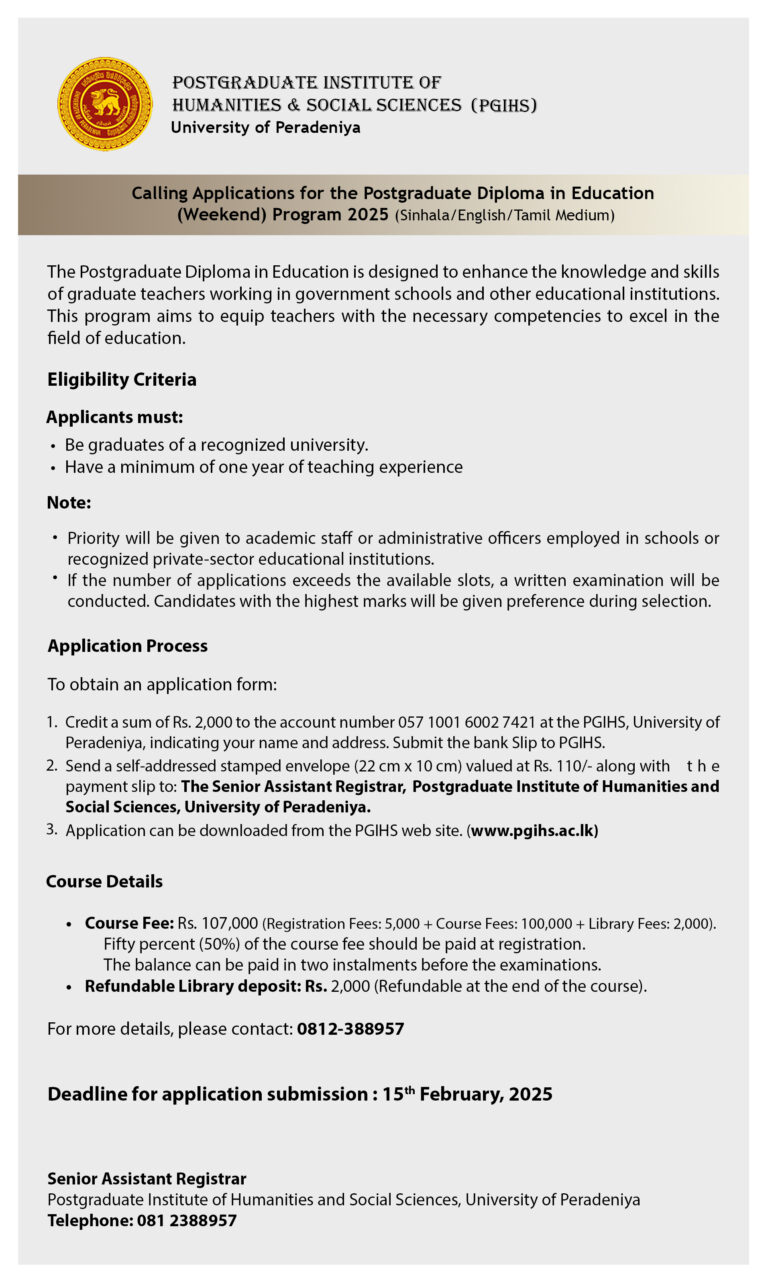 POSTGRADUATE INSTITUTE OF
HUMANITIES & SOCIAL SCIENCES (PGIHS)
University of Peradeniya
Calling Applications for the Postgraduate Diploma in Education
(Weekend) Program 2025 (Sinhala/English/Tamil Medium)
The Postgraduate Diploma in Education is designed to enhance the knowledge and skills
of graduate teachers working in government schools and other educational institutions.
This program aims to equip teachers with the necessary competencies to excel in the
field of education.
Eligibility Criteria
Applicants must:
• Be graduates of a recognized university.
• Have a minimum of one year of teaching experience
Note:
• Priority will be given to academic staff or administrative officers employed in schools or
recognized private-sector educational institutions.
• If the number of applications exceeds the available slots, a written examination will be
conducted. Candidates with the highest marks will be given preference during selection.
Application Process
To obtain an application form:
1. Credit a sum of Rs. 2,000 to the account number 057 1001 6002 7421 at the PGIHS, University of
Peradeniya, indicating your name and address. Submit the bank Slip to PGIHS.
2. Send a self-addressed stamped envelope (22 cm x 10 cm) valued at Rs. 110/- along with t h e
payment slip to: The Senior Assistant Registrar, Postgraduate Institute of Humanities and
Social Sciences, University of Peradeniya.
3. Application can be downloaded from the PGIHS web site. (www.pgihs.ac.lk)
Course Details
• Course Fee: Rs. 107,000 (Registration Fees: 5,000 + Course Fees: 100,000 + Library Fees: 2,000).
Fifty percent (50%) of the course fee should be paid at registration.
The balance can be paid in two instalments before the examinations.
• Refundable Library deposit: Rs. 2,000 (Refundable at the end of the course).
For more details, please contact: 0812-388957
Deadline for application submission : 15th February, 2025
Senior Assistant Registrar
Postgraduate Institute of Humanities and Social Sciences, University of Peradeniya
Telephone: 081 2388957